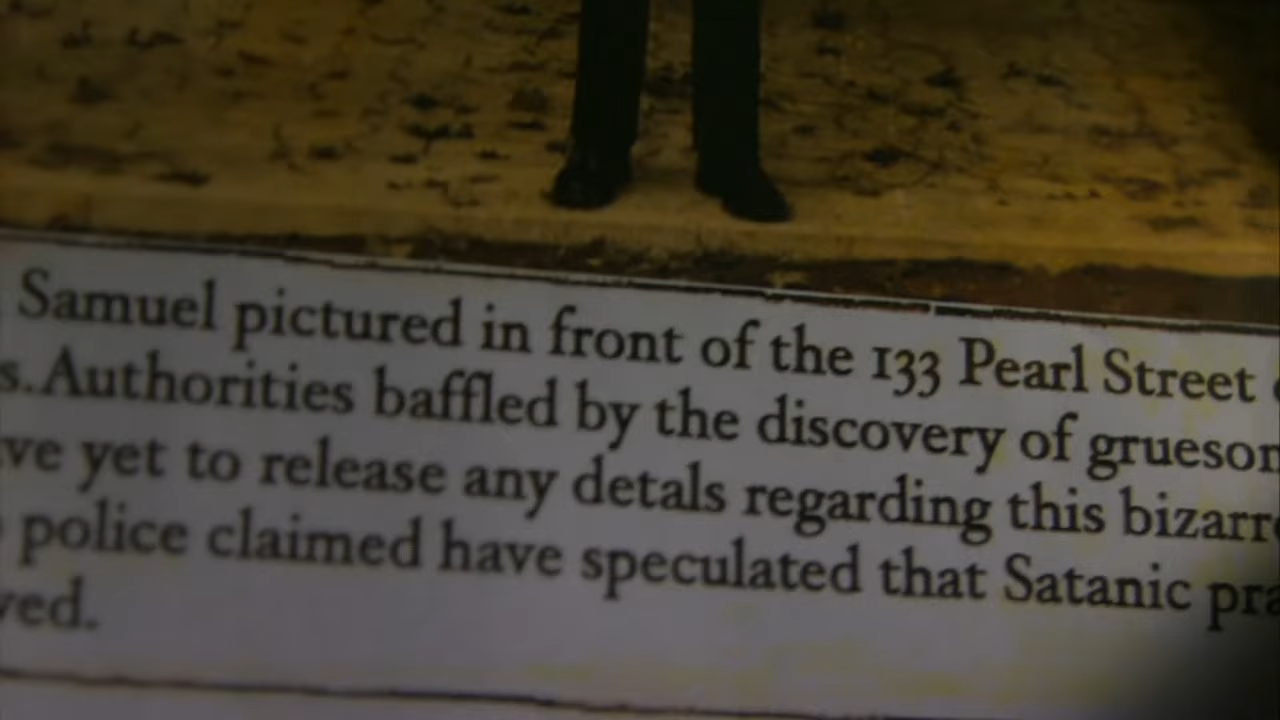 Samuel pictured in front of the 133 Pearl Street
s. Authorities baffled by the discovery of grueson
ve yet to release any detals regarding this bizarr
police claimed have speculated that Satanic pra
ved.